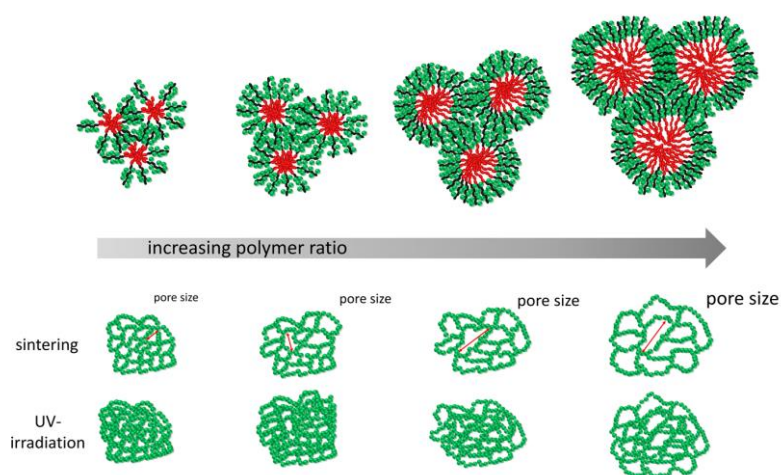 increasing polymer ratio
pore size
pore size
pore size
pore size
sintering
UV-
irradiation